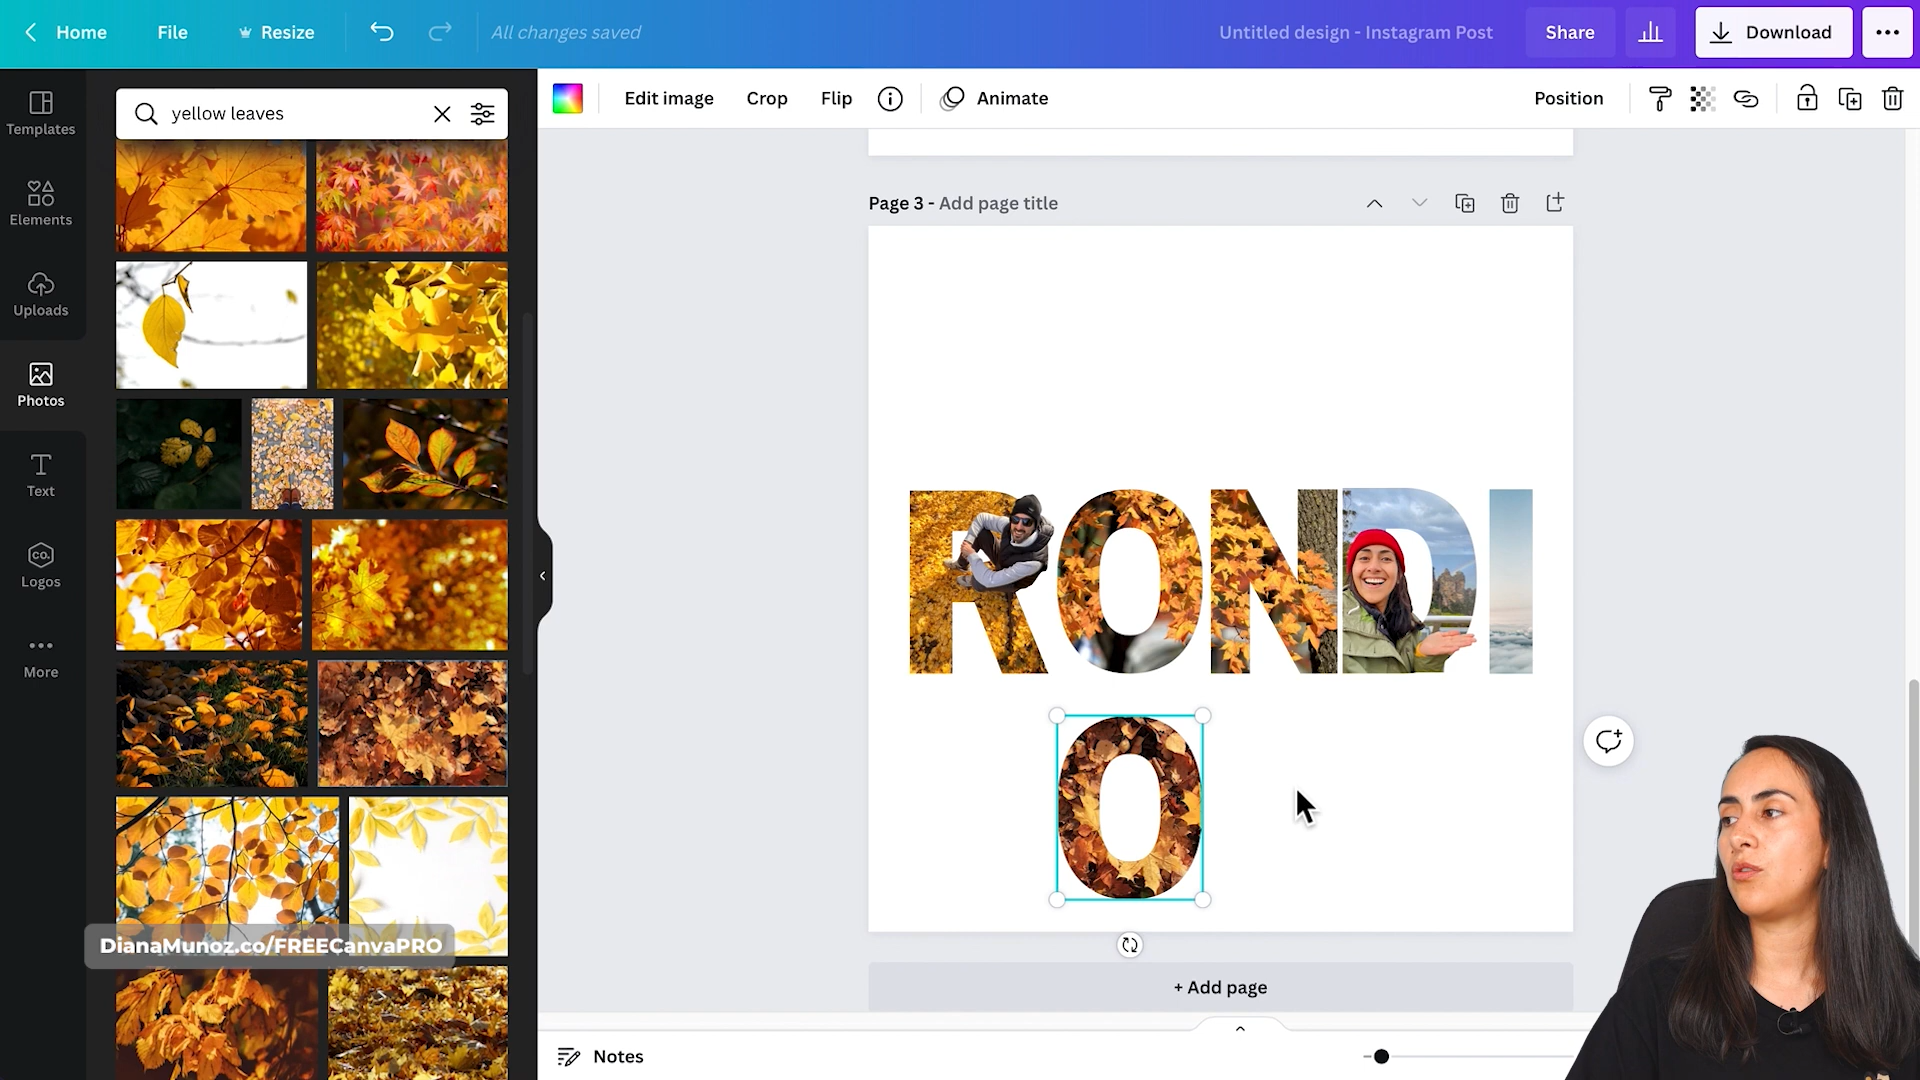 Home File Resize All changes saved Untitled design - Instagram Post Share Download
Templates
Elements
Uploads
Photos
Text
co.
Logos
More
yellow leaves
Edit image Crop Flip Animate Position
Page 3 - Add page title
RONDI
O
+ Add page
Notes
DianaMunoz.co/FREECanvaPRO